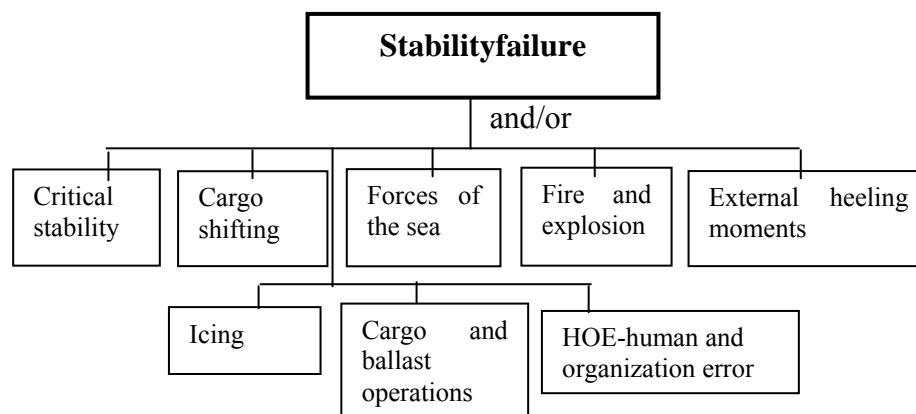 Stabilityfailure
and/or
Critical
stability
Cargo
shifting
Forces of
the sea
Fire and
explosion
External heeling
moments
Icing
Cargo and
ballast
operations
HOE-human and
organization error